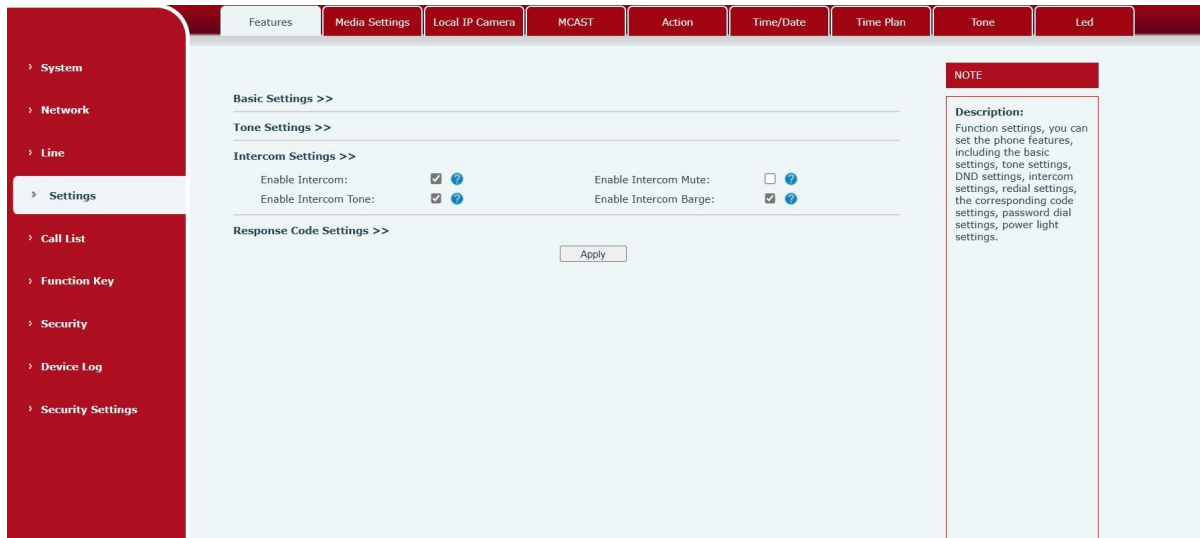 Features
Media Settings
Local IP Camera
MCAST
Action
Time/Date
Time Plan
Tone
Led
› System
› Network
› Line
› Settings
› Call List
› Function Key
› Security
› Device Log
› Security Settings
Basic Settings >>
Tone Settings >>
Intercom Settings >>
Enable Intercom: ?
Enable Intercom Mute: ?
Enable Intercom Tone: ?
Enable Intercom Barge: ?
Response Code Settings >>
Apply
NOTE
Description:
Function settings, you can
set the phone features,
including the basic
settings, tone settings,
DND settings, intercom
settings, redial settings,
the corresponding code
settings, password dial
settings, power light
settings.